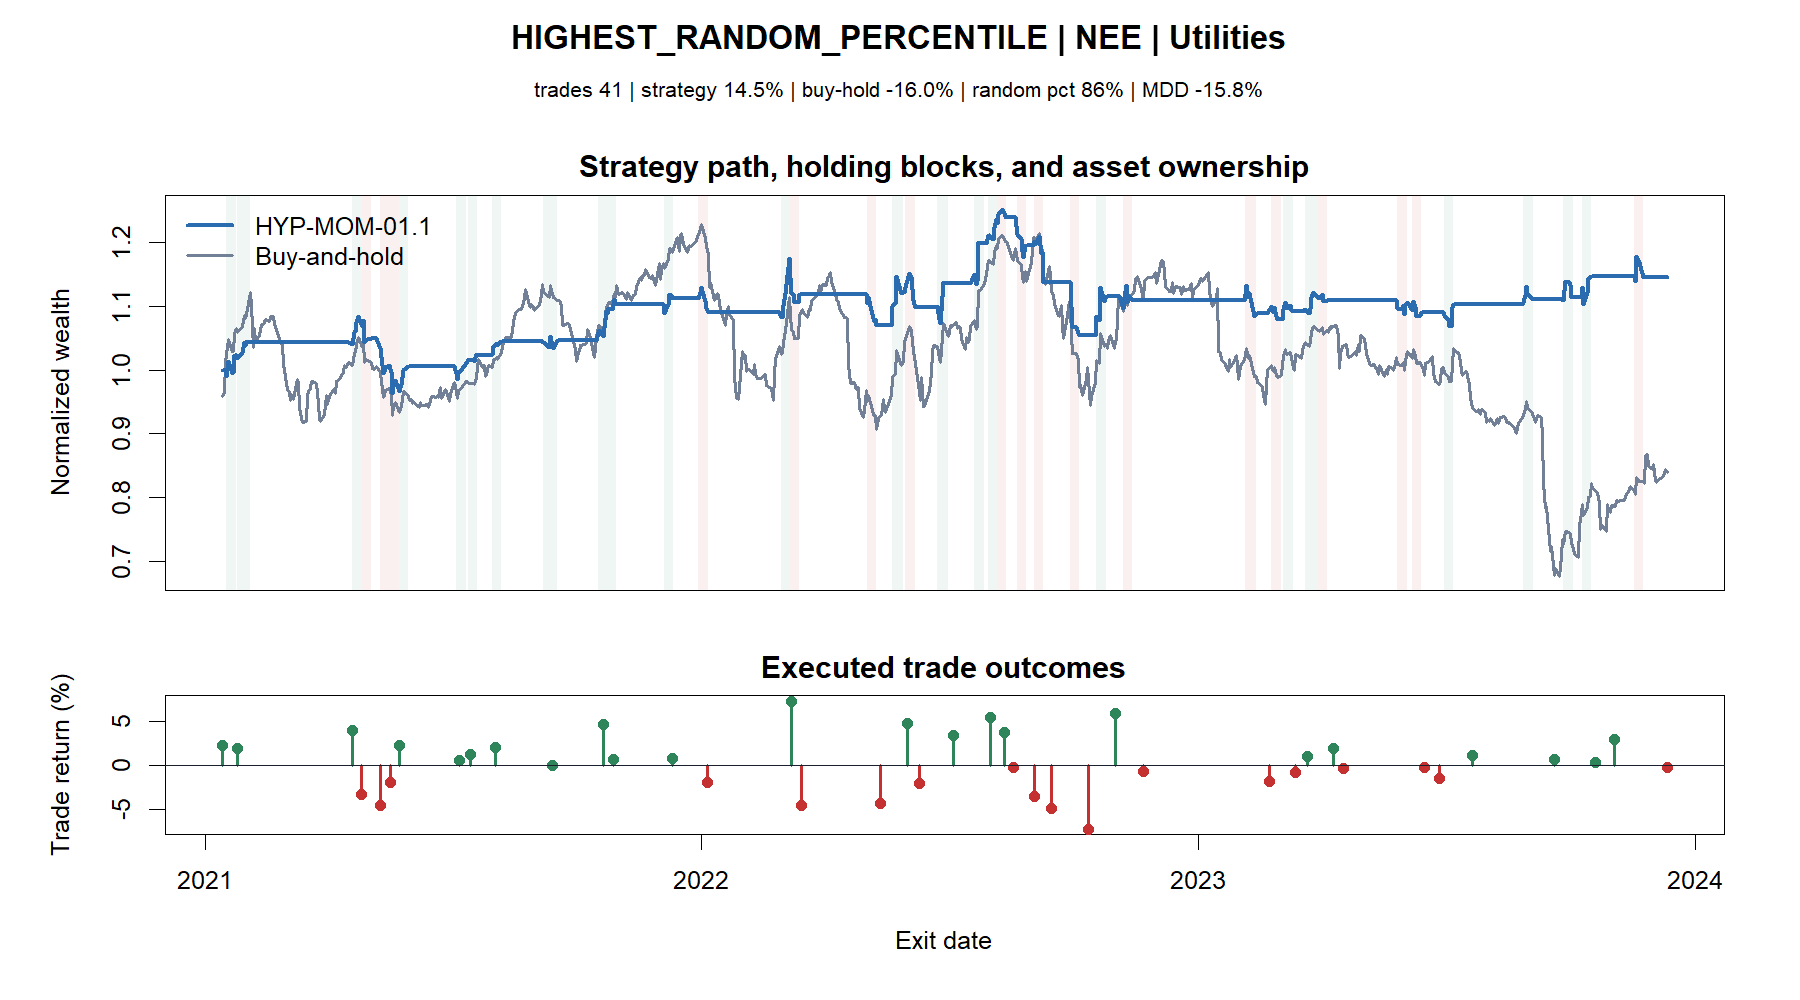 HIGHEST_RANDOM_PERCENTILE | NEE | Utilities
trades 41 | strategy 14.5% | buy-hold -16.0% | random pct 86% | MDD -15.8%
Strategy path, holding blocks, and asset ownership
HYP-MOM-01.1
Buy-and-hold
Normalized wealth
1.2
1.1
1.0
0.9
0.8
0.7
Executed trade outcomes
Trade return (%)
5
0
-5
2021
2022
2023
2024
Exit date